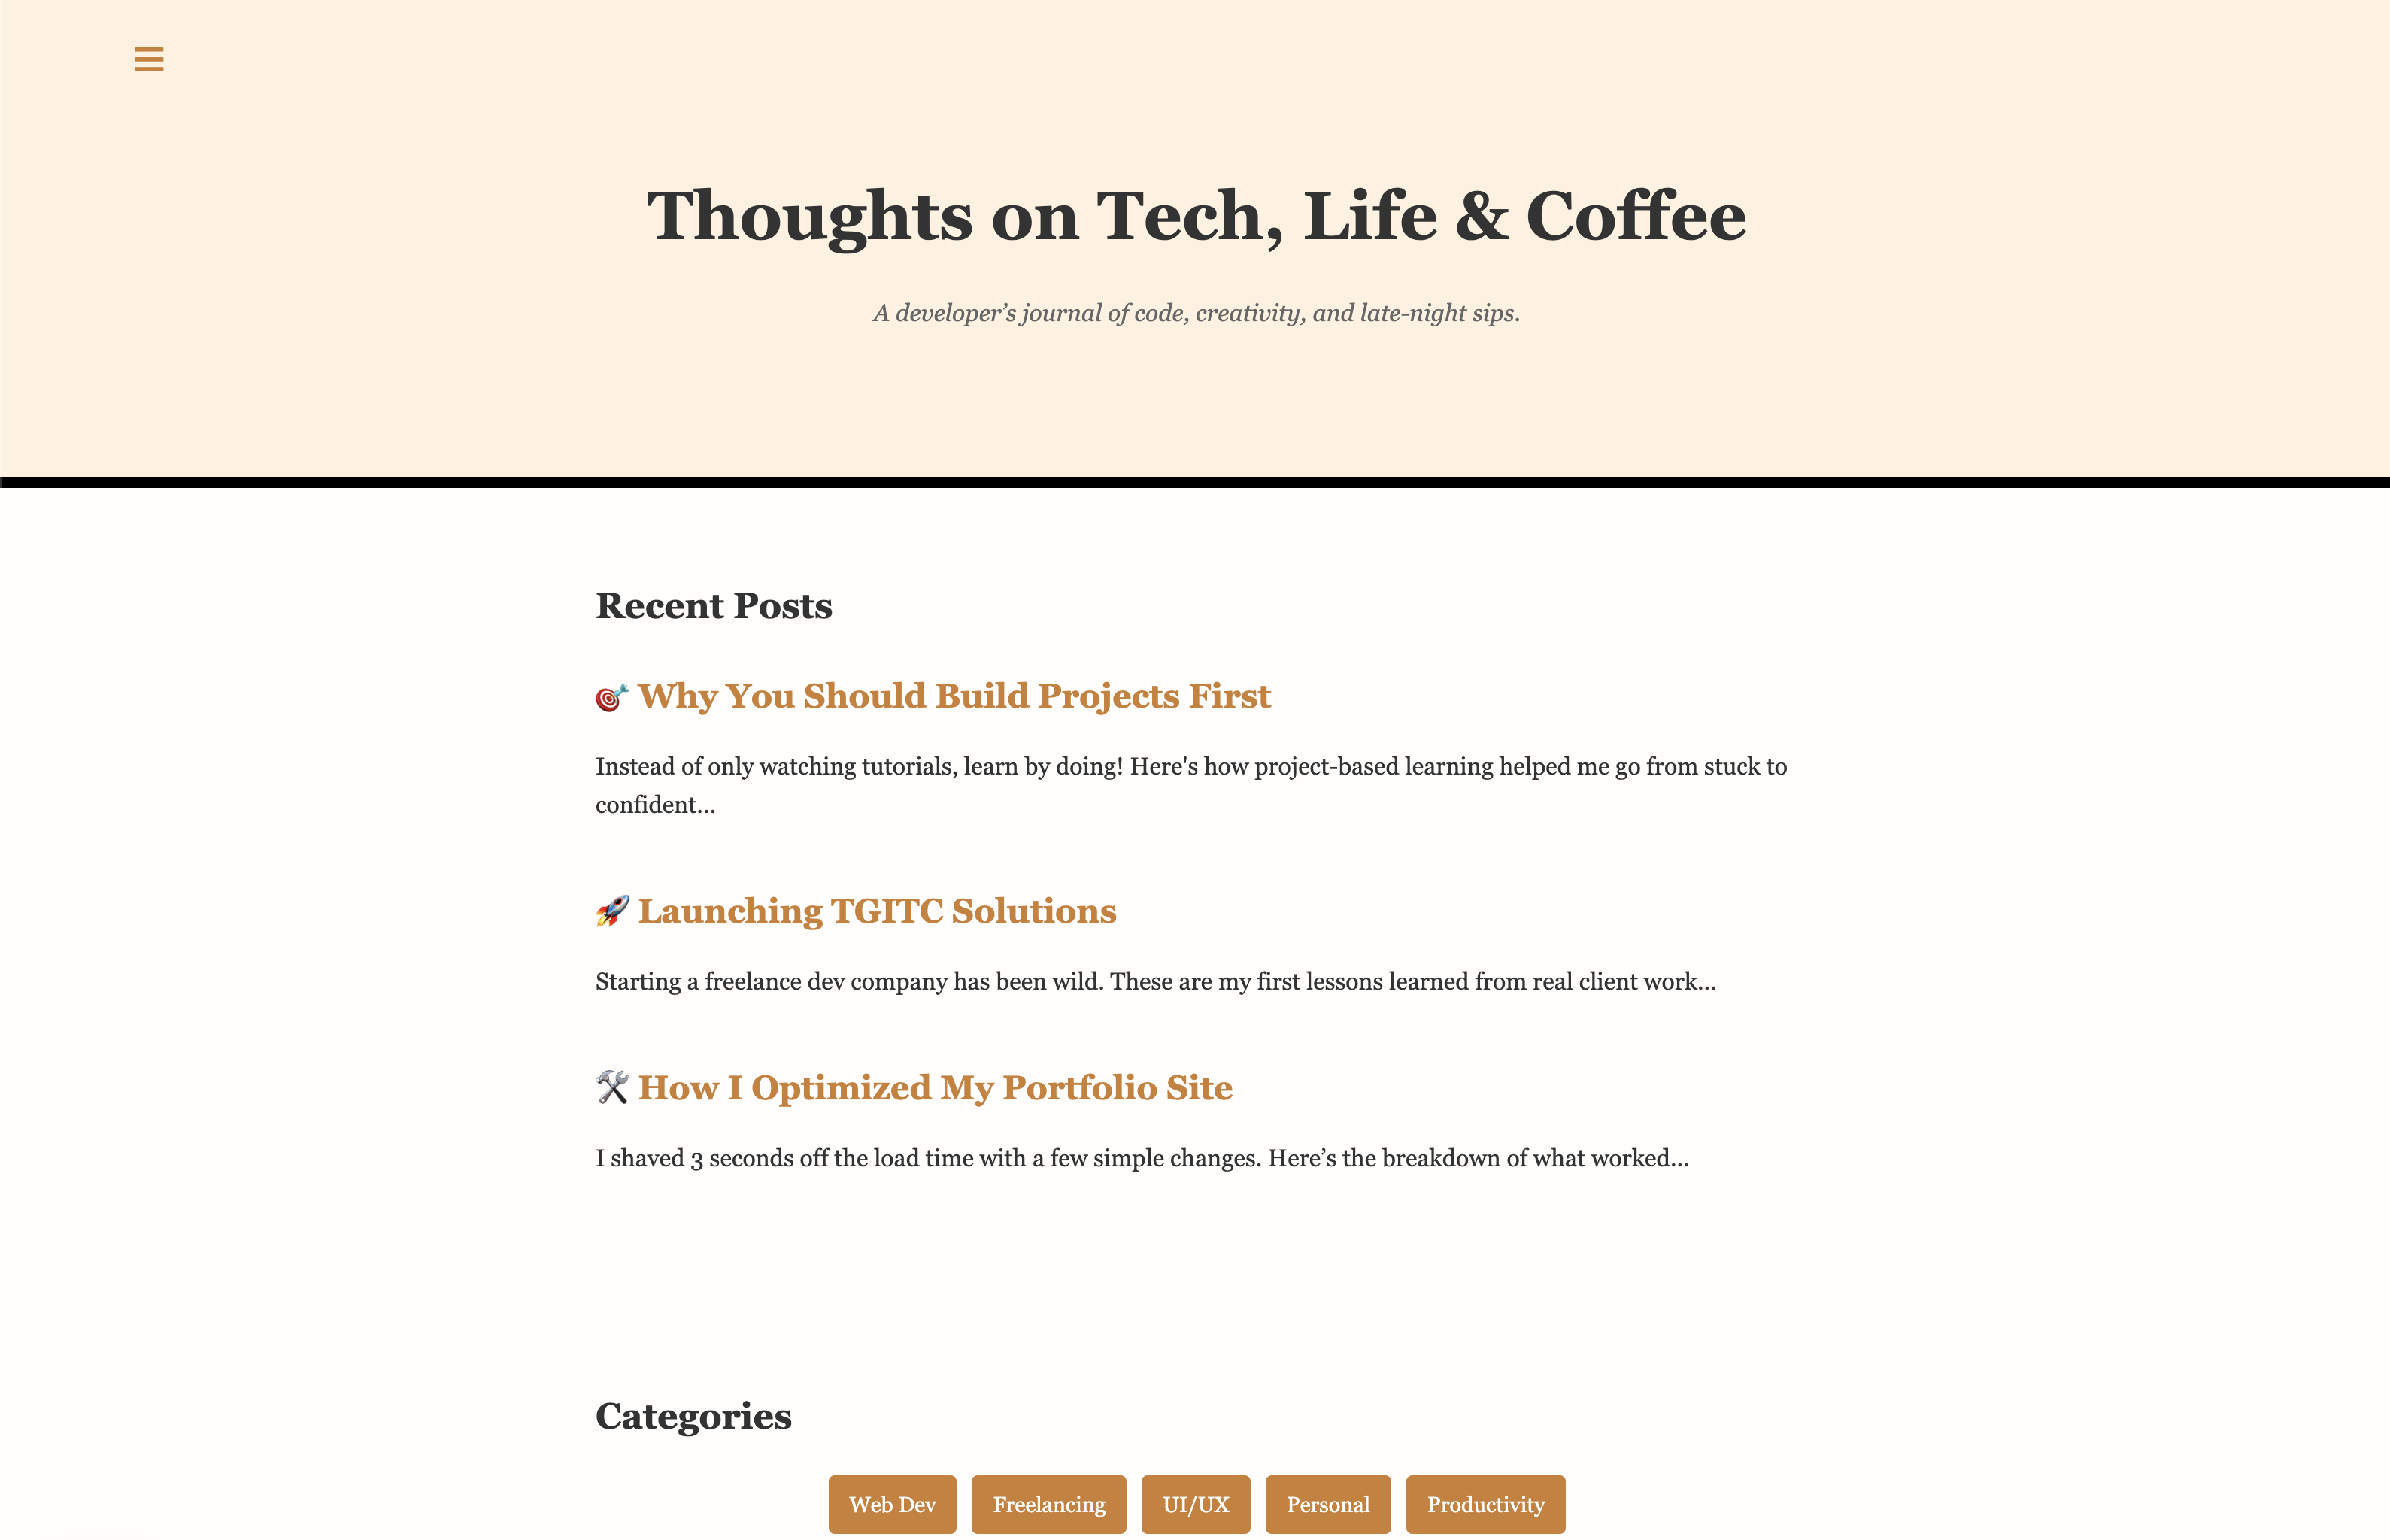 Thoughts on Tech, Life & Coffee
A developer’s journal of code, creativity, and late-night sips.
Recent Posts
🎯 Why You Should Build Projects First
Instead of only watching tutorials, learn by doing! Here's how project-based learning helped me go from stuck to
confident...
🚀 Launching TGITC Solutions
Starting a freelance dev company has been wild. These are my first lessons learned from real client work...
🛠️ How I Optimized My Portfolio Site
I shaved 3 seconds off the load time with a few simple changes. Here’s the breakdown of what worked...
Categories
Web Dev Freelancing UI/UX Personal Productivity